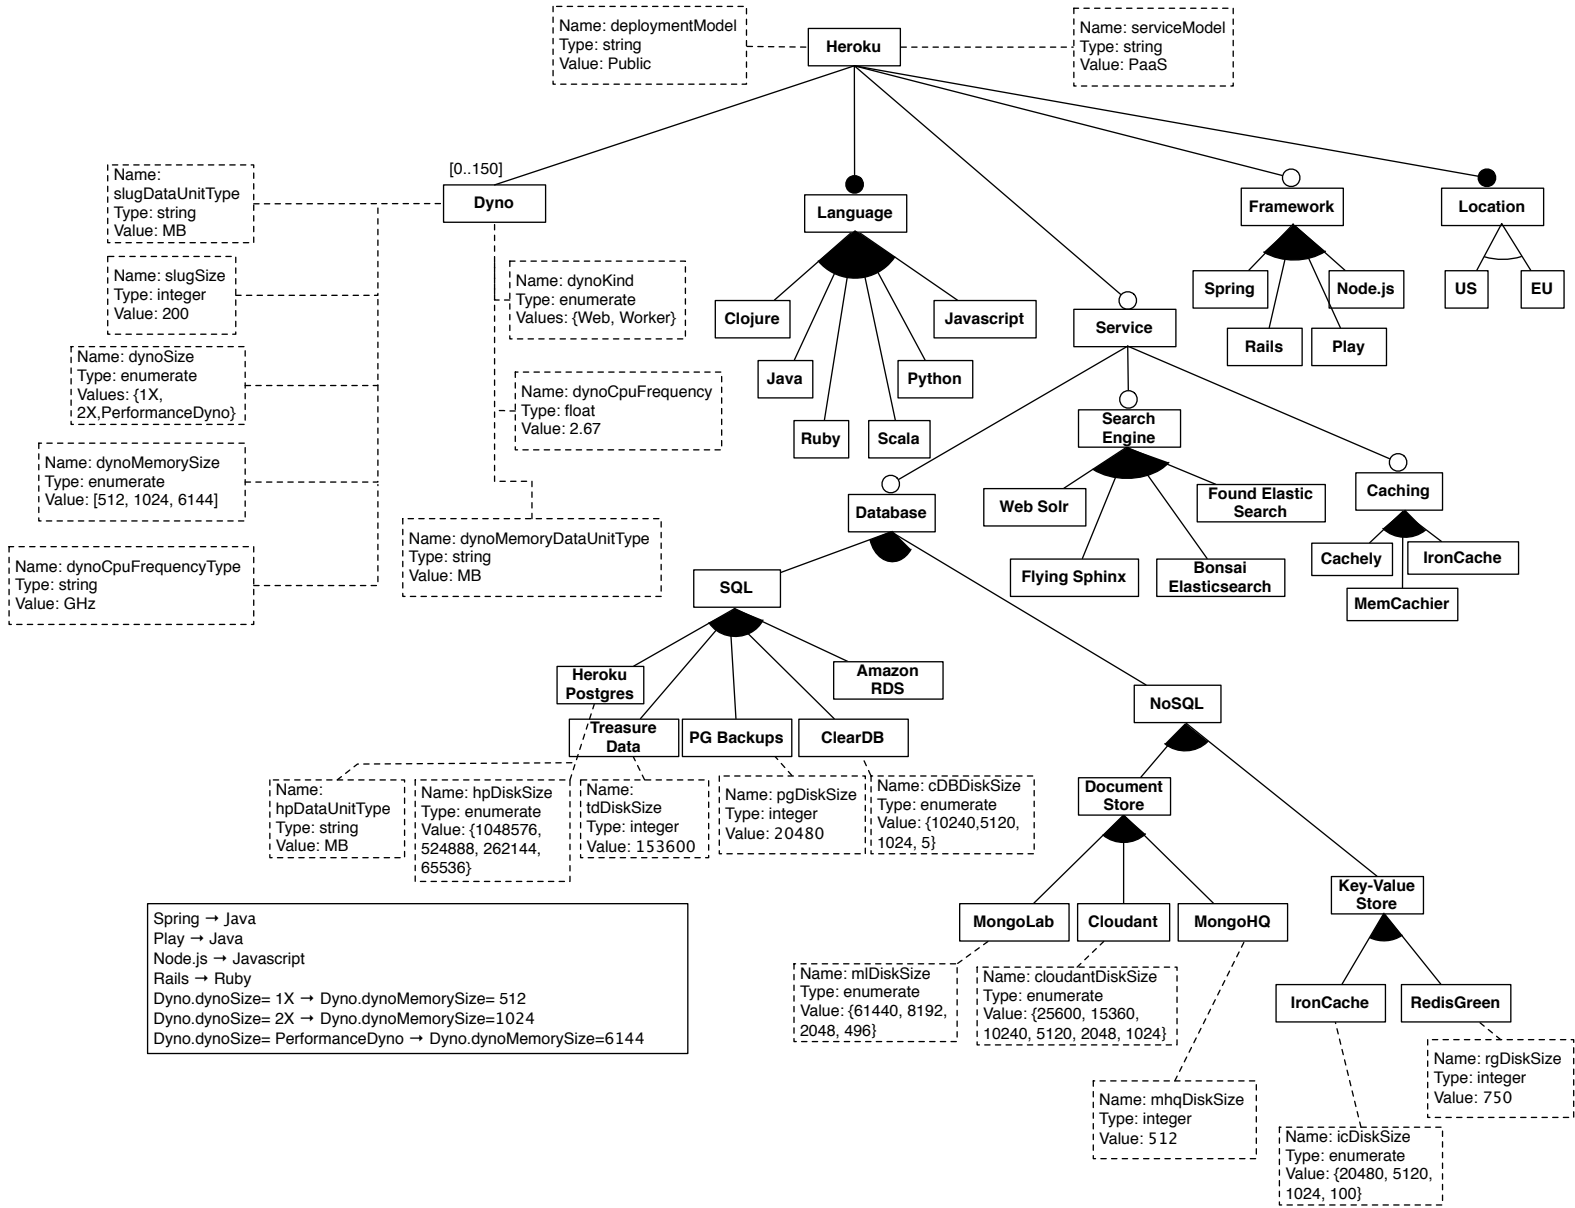 Name: deploymentModel
Type: string
Value: Public
Heroku
Name: serviceModel
Type: string
Value: PaaS
Name:
slugDataUnitType
Type: string
Value: MB
[0..150]
Dyno
Language
Framework
Location
Name: slugSize
Type: integer
Value: 200
Name: dynoKind
Type: enumerate
Values: {Web, Worker}
Clojure
Javascript
Java
Python
Ruby
Scala
Service
Spring
Node.js
Rails
Play
US
EU
Name: dynoSize
Type: enumerate
Values: {1X,
2X,PerformanceDyno}
Name: dynoCpuFrequency
Type: float
Value: 2.67
Name: dynoMemorySize
Type: enumerate
Value: [512, 1024, 6144]
Name: dynoCpuFrequencyType
Type: string
Value: GHz
Name: dynoMemoryDataUnitType
Type: string
Value: MB
Database
Search
Engine
Caching
Web Solr
Found Elastic
Search
Flying Sphinx
Bonsai
Elasticsearch
Cachely
IronCache
MemCachier
SQL
Heroku
Postgres
Amazon
RDS
Treasure
Data
PG Backups
ClearDB
NoSQL
Name:
hpDataUnitType
Type: string
Value: MB
Name: hpDiskSize
Type: enumerate
Value: {1048576,
524888, 262144,
65536}
Name:
tdDiskSize
Type: integer
Value: 153600
Name: pgDiskSize
Type: integer
Value: 20480
Name: cDBDiskSize
Type: enumerate
Value: {10240,5120,
1024, 5}
Document
Store
Key-Value
Store
MongoLab
Cloudant
MongoHQ
IronCache
RedisGreen
Spring → Java
Play → Java
Node.js → Javascript
Rails → Ruby
Dyno.dynoSize= 1X → Dyno.dynoMemorySize= 512
Dyno.dynoSize= 2X → Dyno.dynoMemorySize=1024
Dyno.dynoSize= PerformanceDyno → Dyno.dynoMemorySize=6144
Name: mlDiskSize
Type: enumerate
Value: {61440, 8192,
2048, 496}
Name: cloudantDiskSize
Type: enumerate
Value: {25600, 15360,
10240, 5120, 2048, 1024}
Name: mhqDiskSize
Type: integer
Value: 512
Name: rgDiskSize
Type: integer
Value: 750
Name: icDiskSize
Type: enumerate
Value: {20480, 5120,
1024, 100}